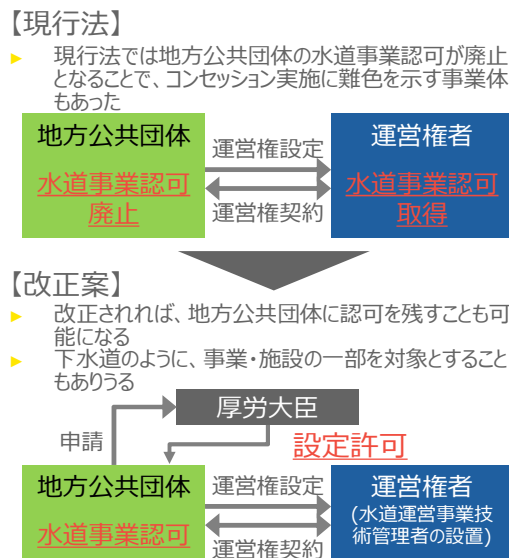 【現行法】
► 現行法では地方公共団体の水道事業認可が廃止
となることで、コンセッション実施に難色を示す事業体
もあった
地方公共団体
水道事業認可
廃止
運営権設定
運営権契約
運営権者
水道事業認可
取得
【改正案】
► 改正されれば、地方公共団体に認可を残すことも可
能になる
► 下水道のように、事業・施設の一部を対象とすること
もありうる
厚労大臣
申請
設定許可
地方公共団体
水道事業認可
運営権設定
運営権契約
運営権者
(水道運営事業技
術管理者の設置)